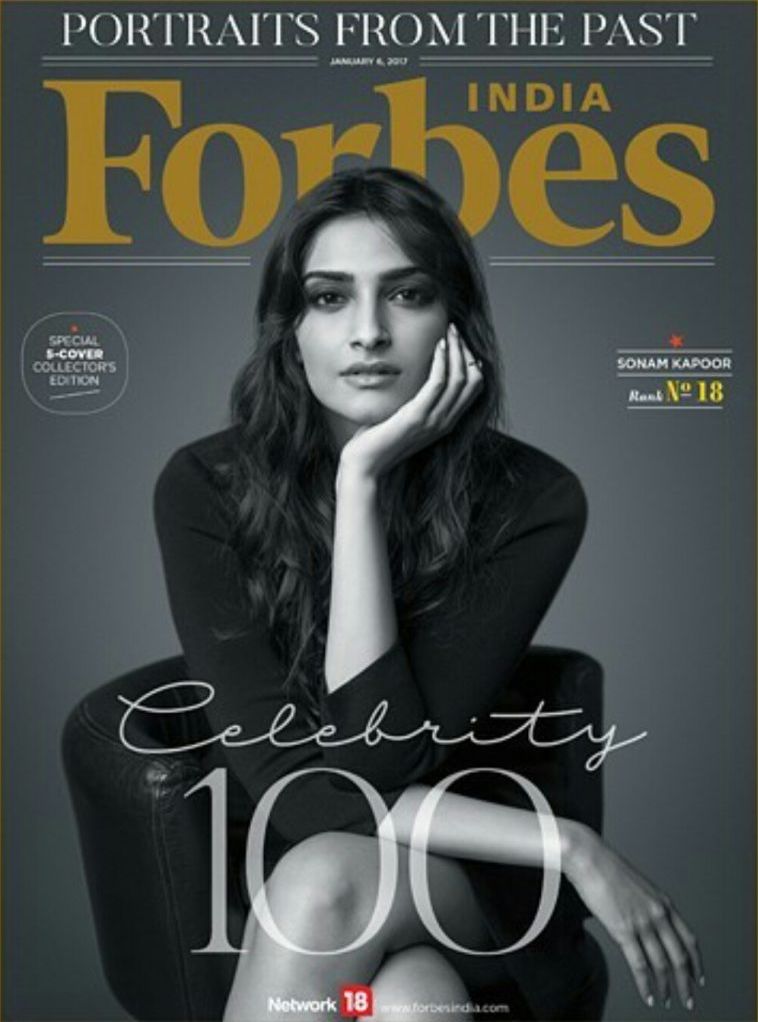 PORTRAITS FROM THE PAST
JANUARY 6, 2017
INDIA
Forbes
SPECIAL
5-COVER
COLLECTOR'S
EDITION
SONAM KAPOOR
Rank Nº 18
Celebrity
100
Network 18 www.forbesindia.com